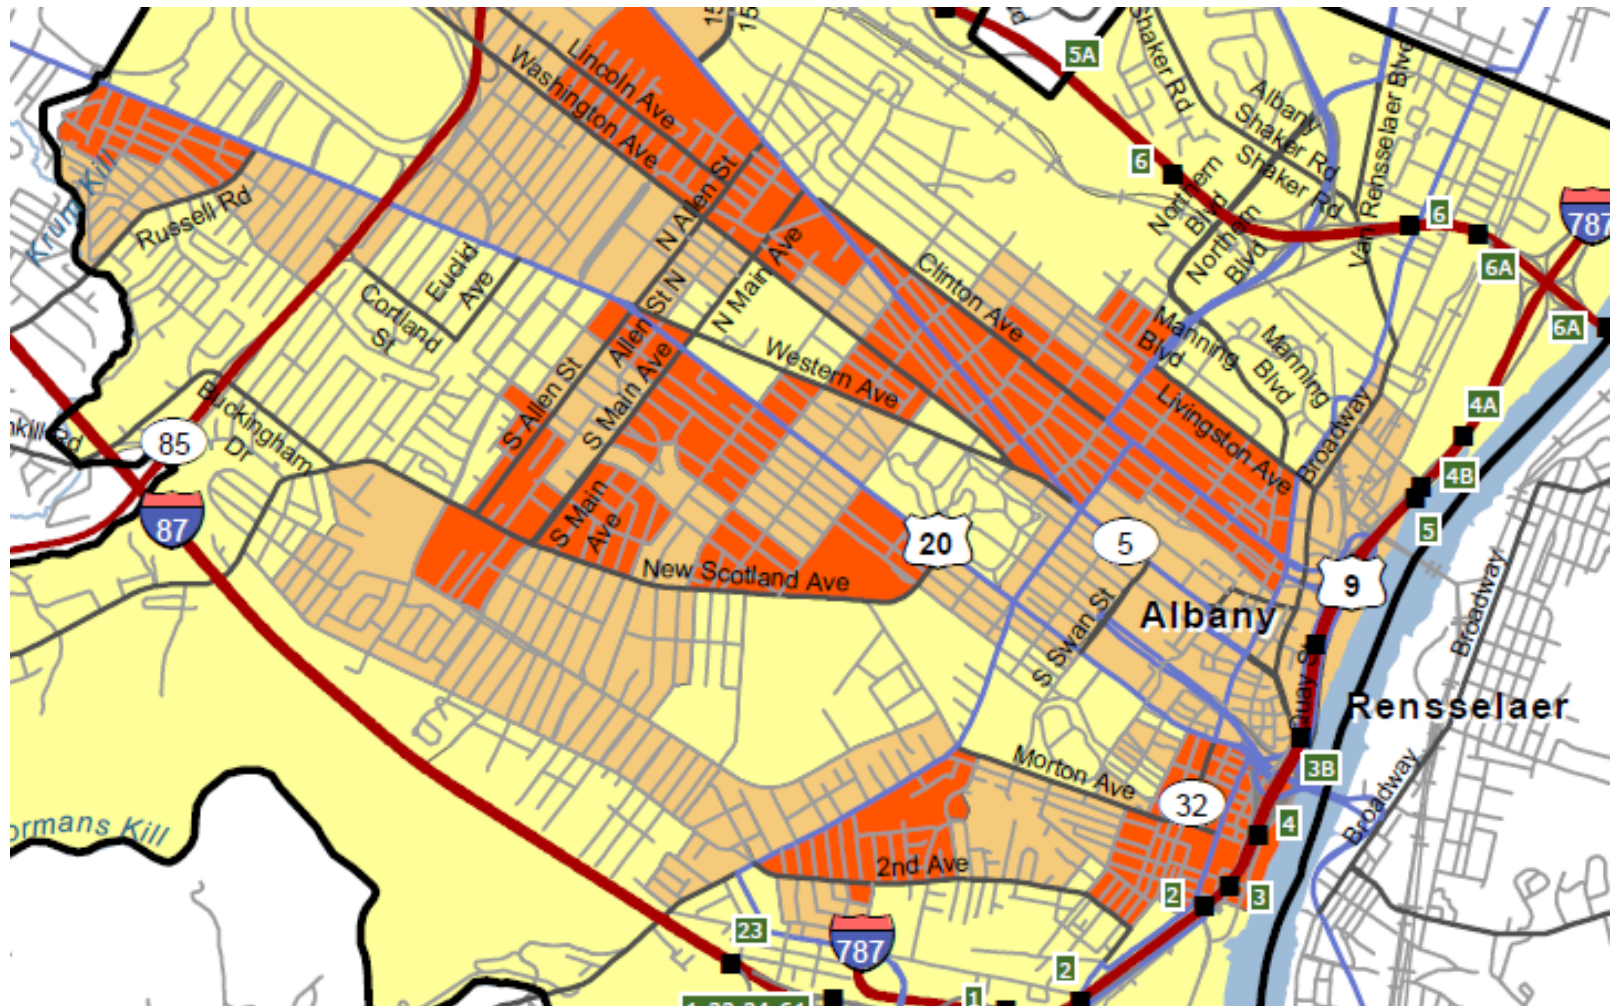 5A
Shaker Rd
Lincoln Ave
Washington Ave
Albany
Shaker Rd
Shaker Rd
Van Rensselaer Blvd
6
Northern
Blvd
Northern
Blvd
6
787
6A
6A
Krum Kill
Russell Rd
N Allen St
Euclid
Ave
Cortland
St
N Main Ave
Clinton Ave
Allen St N
Manning
Blvd
Manning
Blvd
Western Ave
S Allen St
S Main Ave
Livingston Ave
Broadway
4A
Buckingham
Dr
85
4B
5
87
S Main
Ave
20
5
New Scotland Ave
9
Broadway
Albany
S Swan St
Quay St
Rensselaer
Morton Ave
3B
32
4
Broadway
2nd Ave
2
3
23
787
2
1